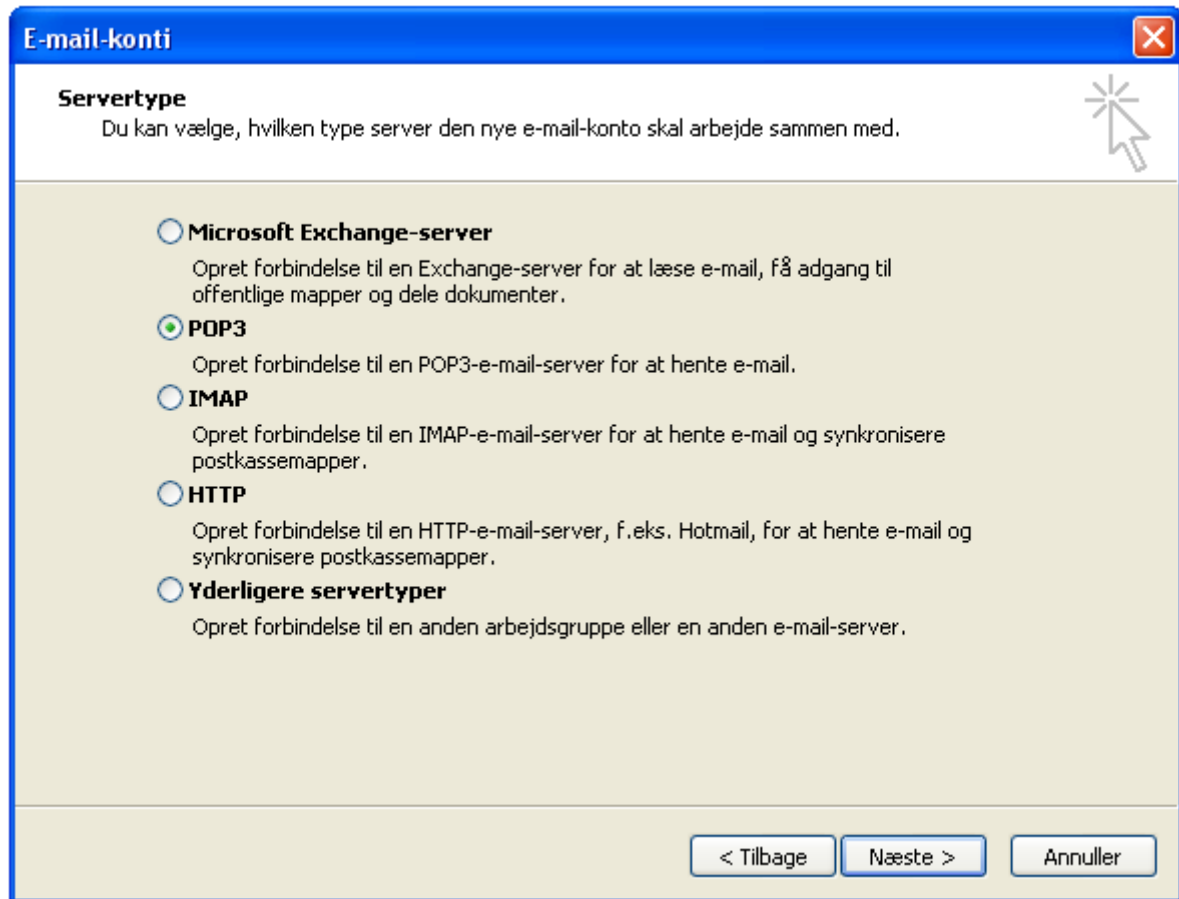 E-mail-konti
Servertype
Du kan vælge, hvilken type server den nye e-mail-konto skal arbejde sammen med.
Microsoft Exchange-server
Opret forbindelse til en Exchange-server for at læse e-mail, få adgang til
offentlige mapper og dele dokumenter.
POP3
Opret forbindelse til en POP3-e-mail-server for at hente e-mail.
IMAP
Opret forbindelse til en IMAP-e-mail-server for at hente e-mail og synkronisere
postkassemapper.
HTTP
Opret forbindelse til en HTTP-e-mail-server, f.eks. Hotmail, for at hente e-mail og
synkronisere postkassemapper.
Yderligere servertyper
Opret forbindelse til en anden arbejdsgruppe eller en anden e-mail-server.
< Tilbage Næste > Annuller